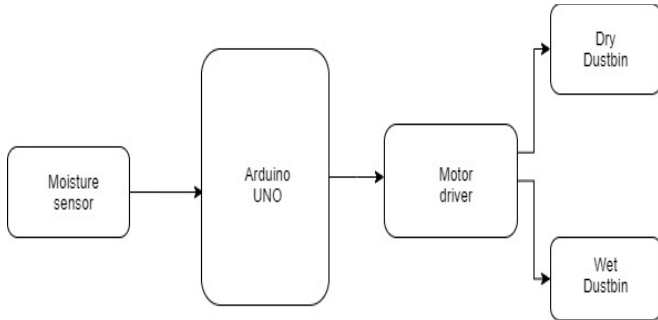 Moisture
sensor
Arduino
UNO
Motor
driver
Dry
Dustbin
Wet
Dustbin